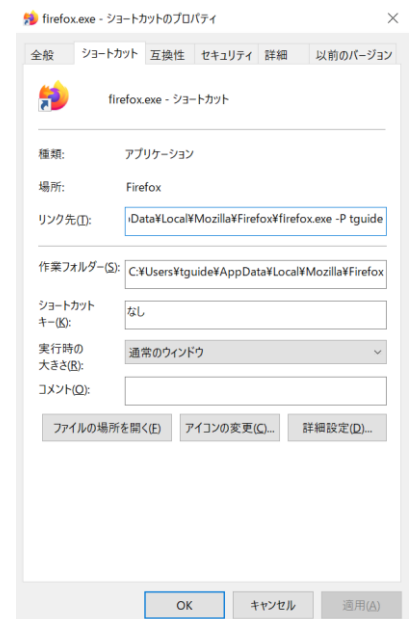 firefox.exe - ショートカットのプロパティ
全般 ショートカット 互換性 セキュリティ 詳細 以前のバージョン
firefox.exe - ショートカット
種類: アプリケーション
場所: Firefox
リンク先(T): Data¥Local¥Mozilla¥Firefox¥firefox.exe -P tguide
作業フォルダー(S): C:¥Users¥tguide¥AppData¥Local¥Mozilla¥Firefox
ショートカット
キー(K): なし
実行時の
大きさ(R): 通常のウィンドウ
コメント(O):
ファイルの場所を開く(F) アイコンの変更(C)... 詳細設定(D)...
OK キャンセル 適用(A)